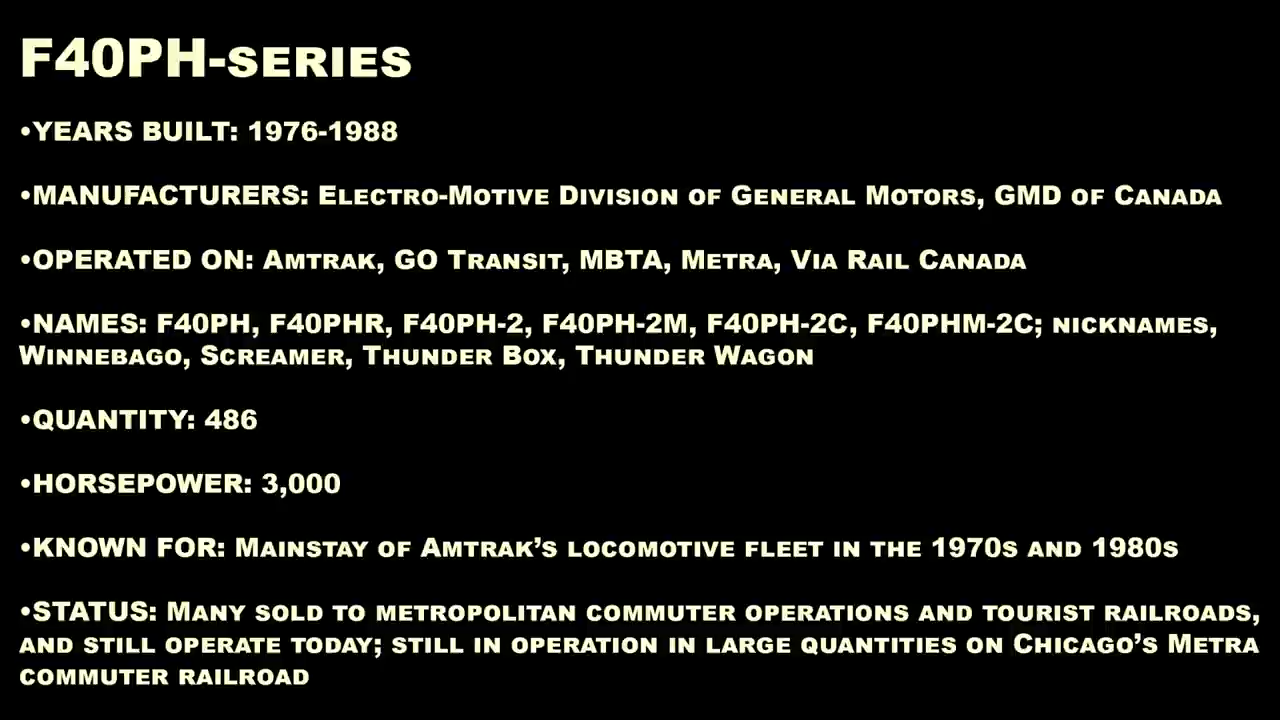 F40PH-SERIES
•YEARS BUILT: 1976-1988
•MANUFACTURERS: Electro-Motive Division of General Motors, GMD of Canada
•OPERATED ON: Amtrak, GO Transit, MBTA, Metra, Via Rail Canada
•NAMES: F40PH, F40PHR, F40PH-2, F40PH-2M, F40PH-2C, F40PHM-2C; nicknames,
Winnebago, Screamer, Thunder Box, Thunder Wagon
•QUANTITY: 486
•HORSEPOWER: 3,000
•KNOWN FOR: Mainstay of Amtrak’s locomotive fleet in the 1970s and 1980s
•STATUS: Many sold to metropolitan commuter operations and tourist railroads,
and still operate today; still in operation in large quantities on Chicago’s Metra
commuter railroad